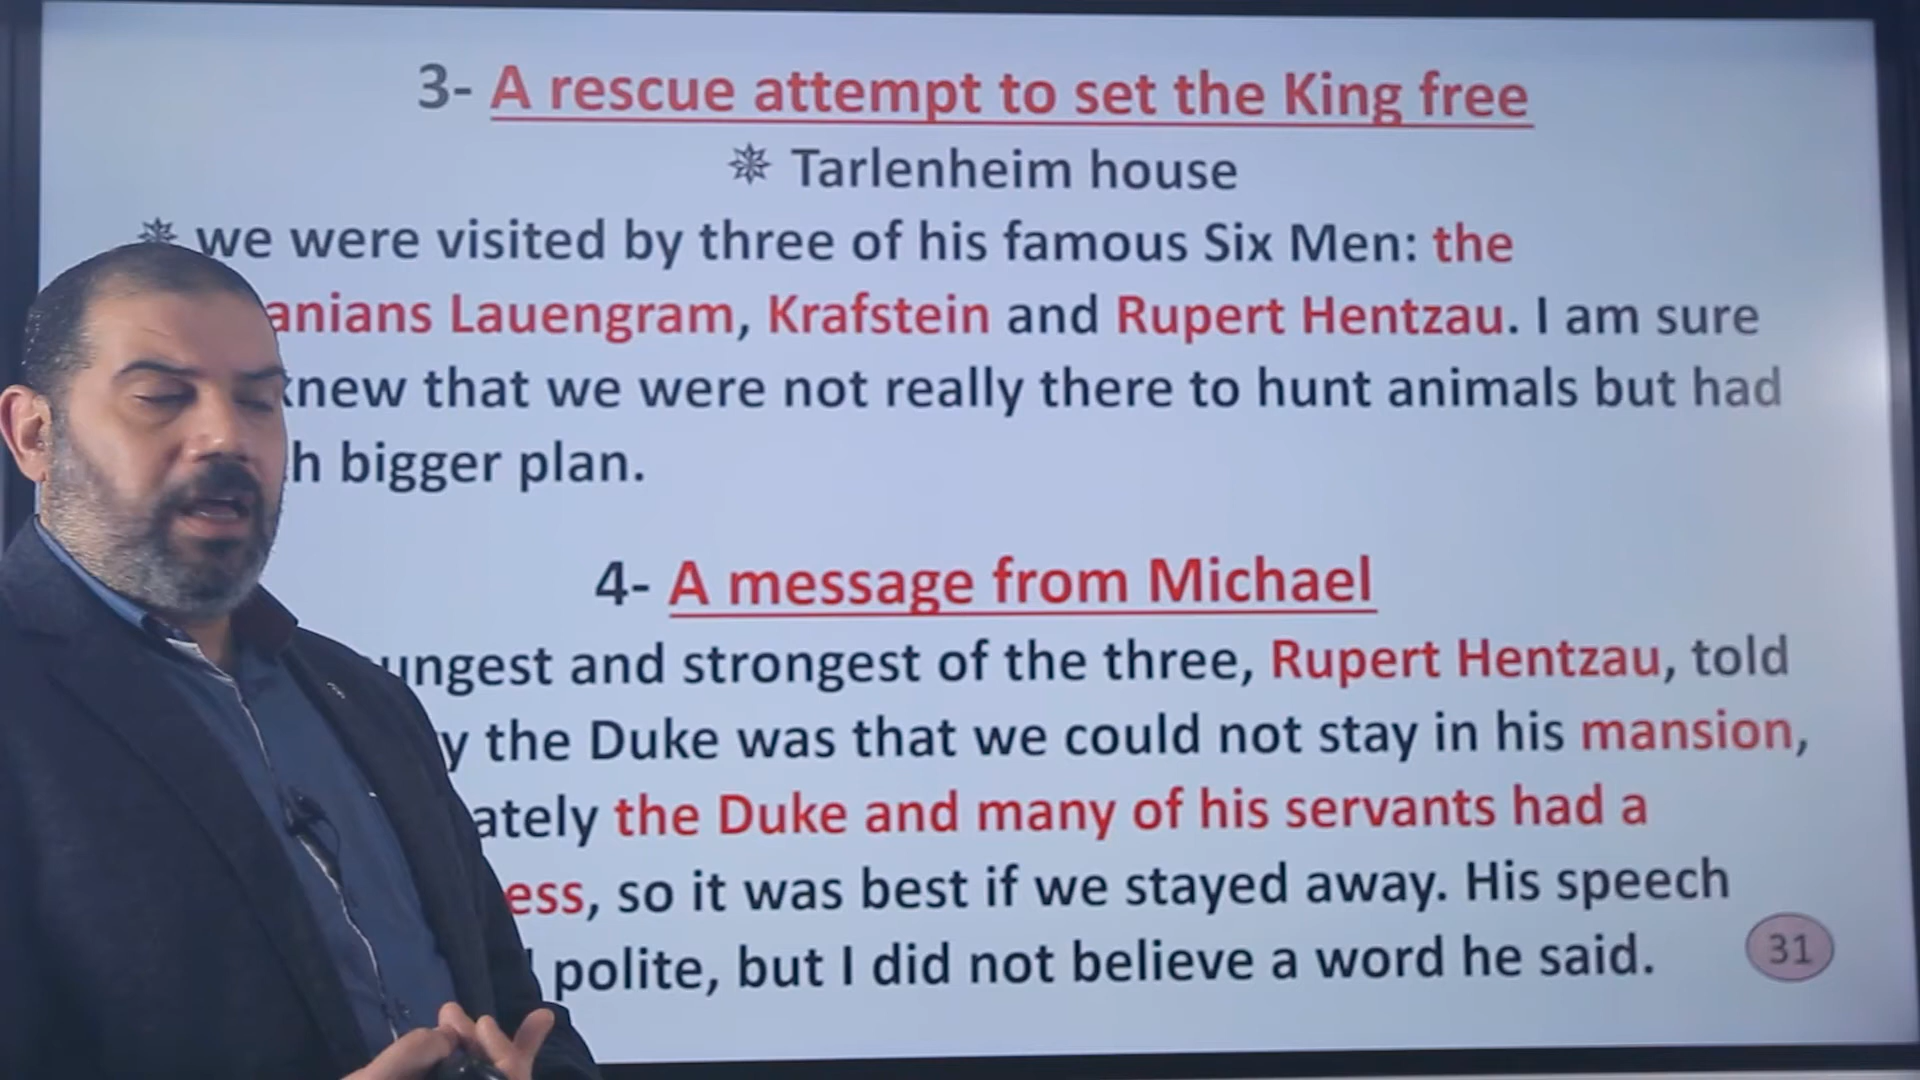 3- A rescue attempt to set the King free
✵ Tarlenheim house
✵ we were visited by three of his famous Six Men: the
Lauengram, Krafstein and Rupert Hentzau. I am sure
knew that we were not really there to hunt animals but had
bigger plan.
4- A message from Michael
and strongest of the three, Rupert Hentzau, told
the Duke was that we could not stay in his mansion,
the Duke and many of his servants had a
so it was best if we stayed away. His speech
polite, but I did not believe a word he said.
31